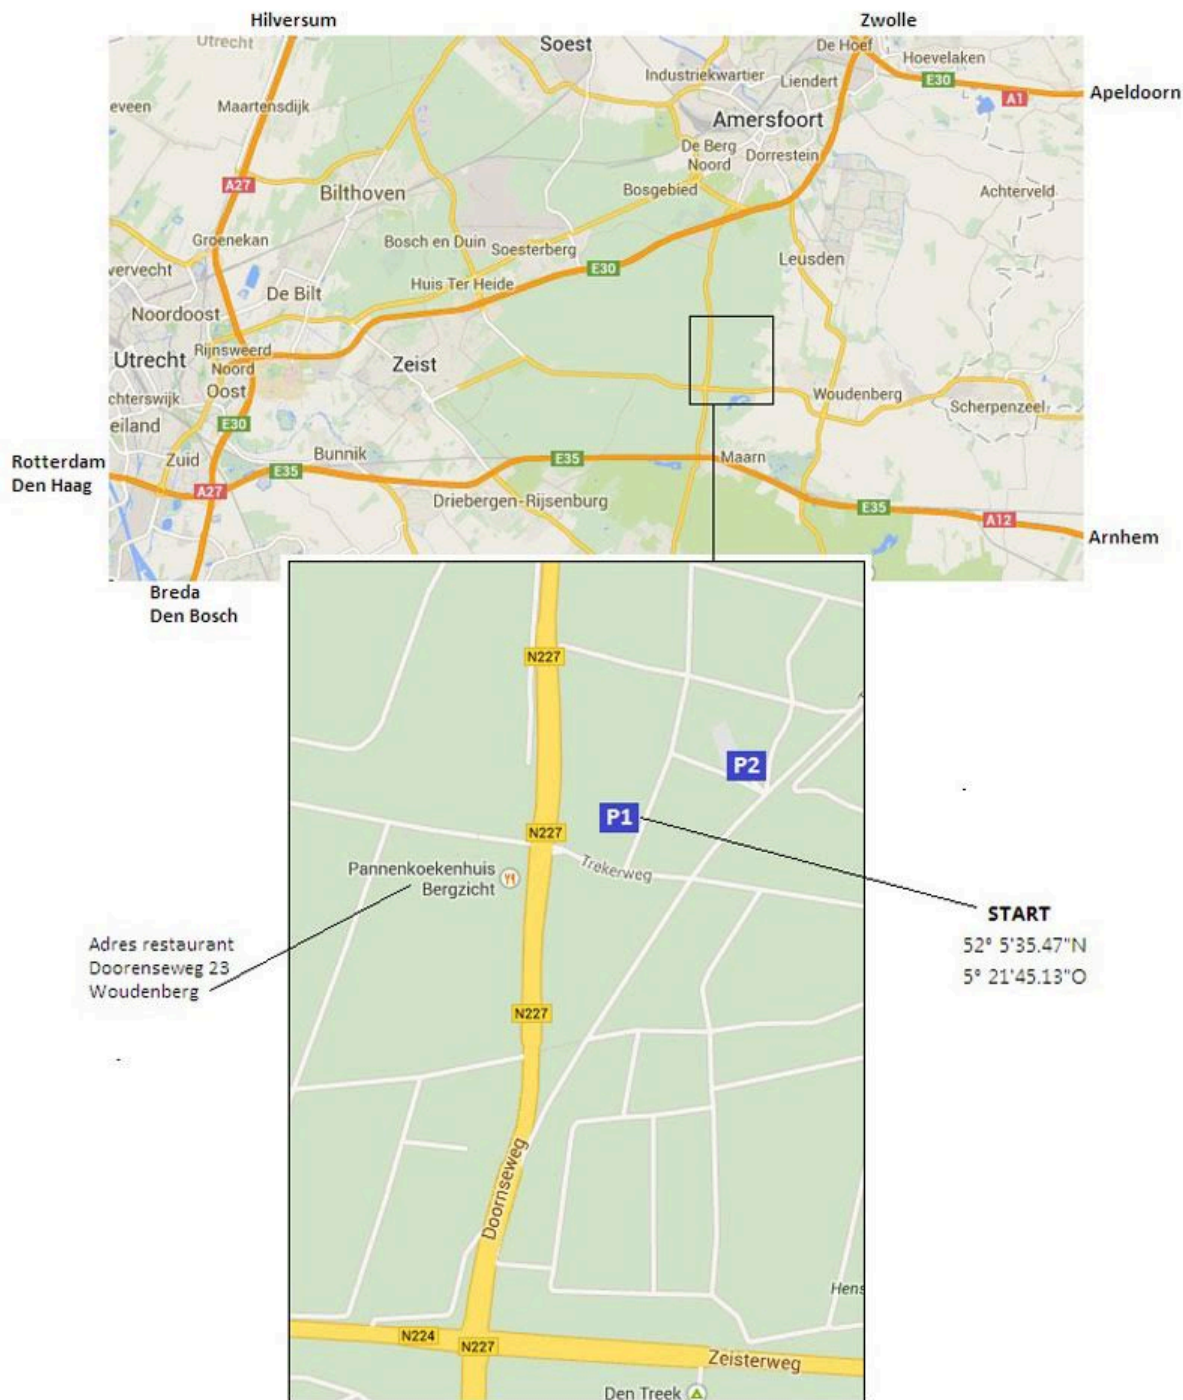 Hilversum
Zwolle
Utrecht
Soest
De Hoef
Hoevelaken
Industriekwartier
Liendert
E30
Apeldoorn
eveen
Maartensdijk
A1
Amersfoort
De Berg
Noord
Dorrestein
A27
Bilthoven
Bosgebied
Achterveld
Groenekan
Bosch en Duin
Soesterberg
vervecht
E30
Leusden
Huis Ter Heide
De Bilt
Noordoost
Utrecht
Rijnsweerd
Noord
Zeist
Oost
chterswijk
Woudenberg
Scherpenzeel
eiland
E30
Rotterdam
Den Haag
Zuid
Bunnik
E35
E35
Maarn
A27
Driebergen-Rijsenburg
E35
A12
Arnhem
Breda
Den Bosch
N227
P2
P1
N227
Trekerweg
Pannenkoekenhuis
Bergzicht
START
52° 5'35.47"N
5° 21'45.13"O
Adres restaurant
Doorenseweg 23
Woudenberg
N227
Doornseweg
Hens
N224
N227
Zeisterweg
Den Treek